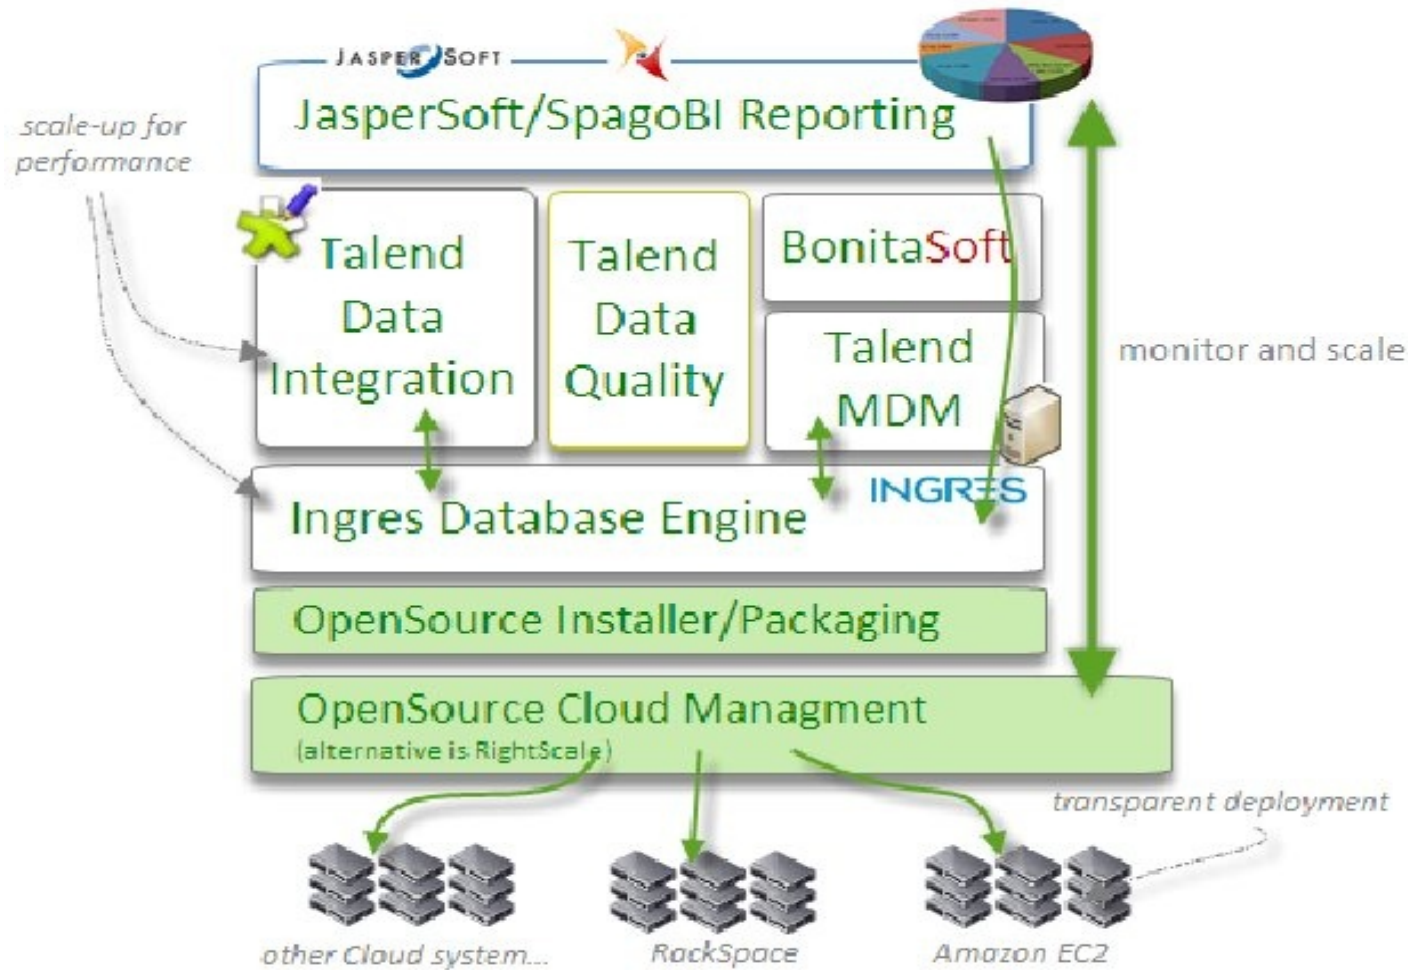 JASPERSOFT
JasperSoft/SpagoBI Reporting
scale-up for
performance
Talend
Data
Integration
Talend
Data
Quality
BonitaSoft
Talend
MDM
monitor and scale
INGRES
Ingres Database Engine
OpenSource Installer/Packaging
OpenSource Cloud Managment
(alternative is RightScale)
transparent deployment
other Cloud system...
RackSpace
Amazon EC2